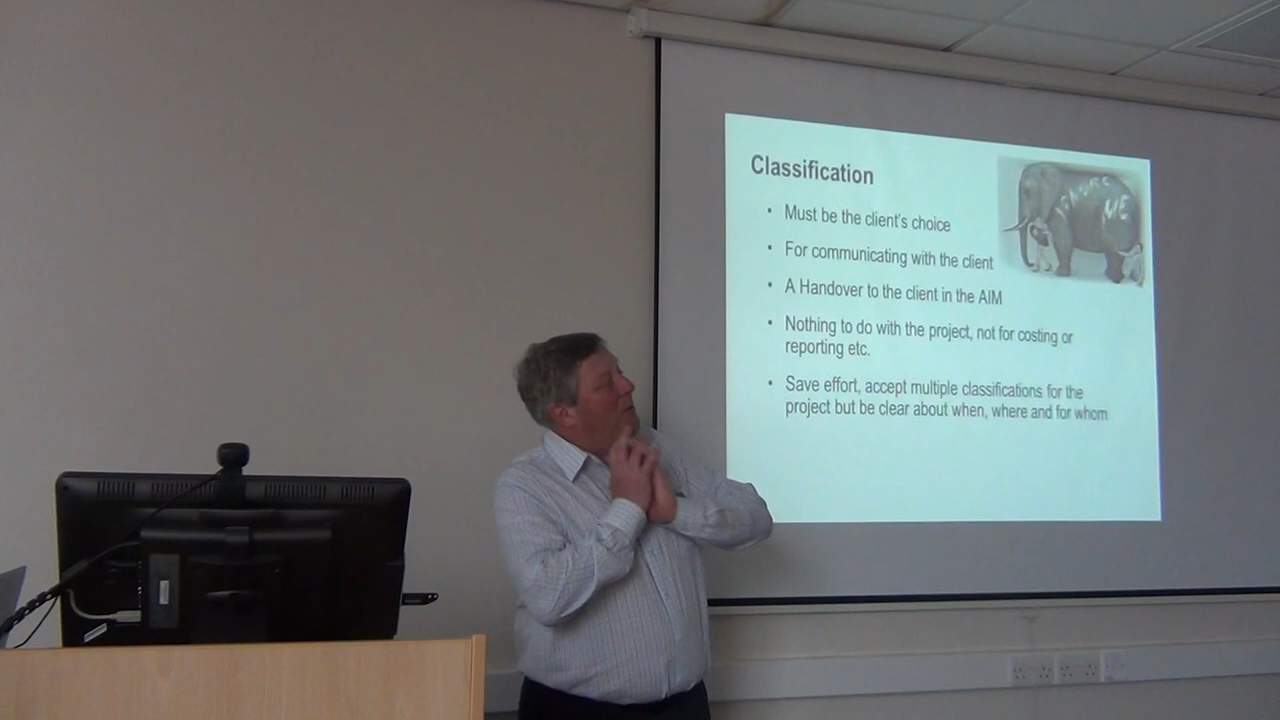 Classification
• Must be the client's choice
• For communicating with the client
• A Handover to the client in the AIM
• Nothing to do with the project, not for costing or
reporting etc.
• Save effort, accept multiple classifications for the
project but be clear about when, where and for whom
IGNORE
ME